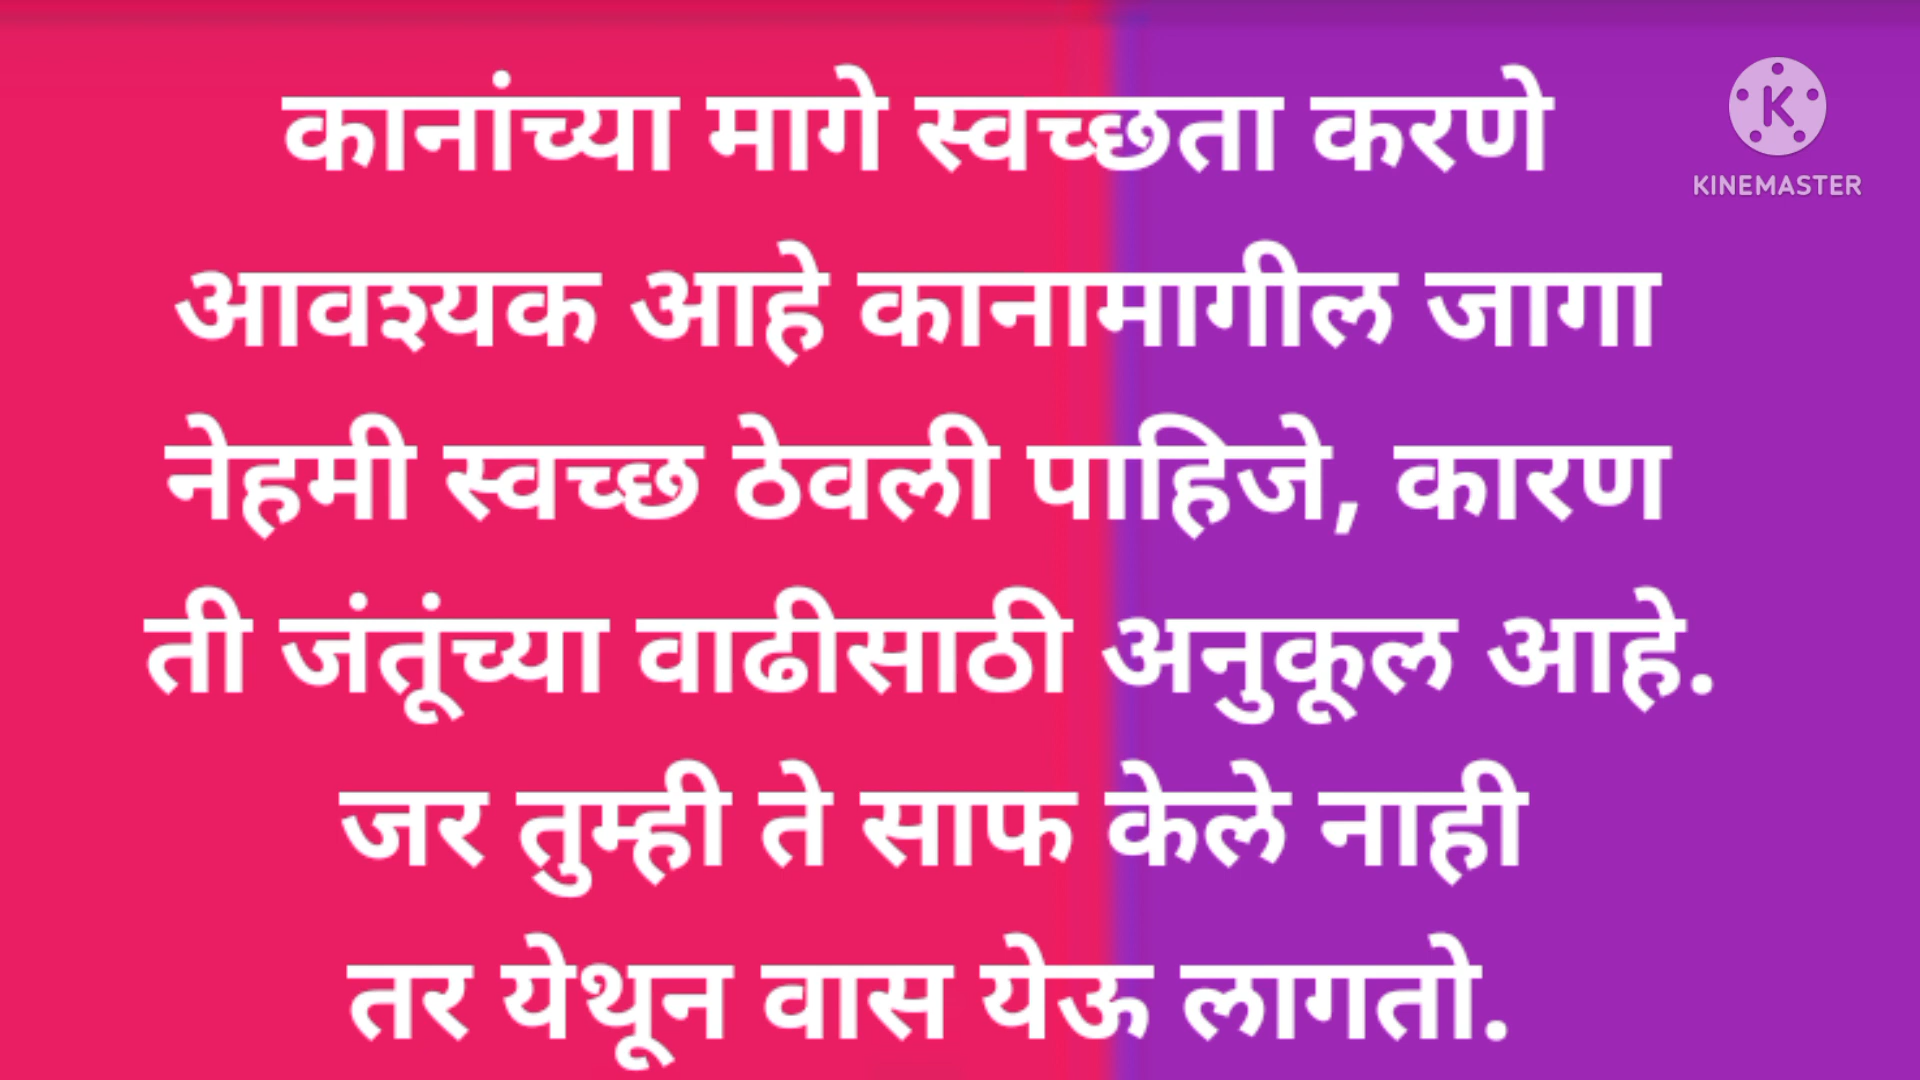 कानांच्या मागे स्वच्छता करणे
KINEMASTER
आवश्यक आहे कानामागील जागा
नेहमी स्वच्छ ठेवली पाहिजे, कारण
ती जंतूंच्या वाढीसाठी अनुकूल आहे.
जर तुम्ही ते साफ केले नाही
तर येथून वास येऊ लागतो.